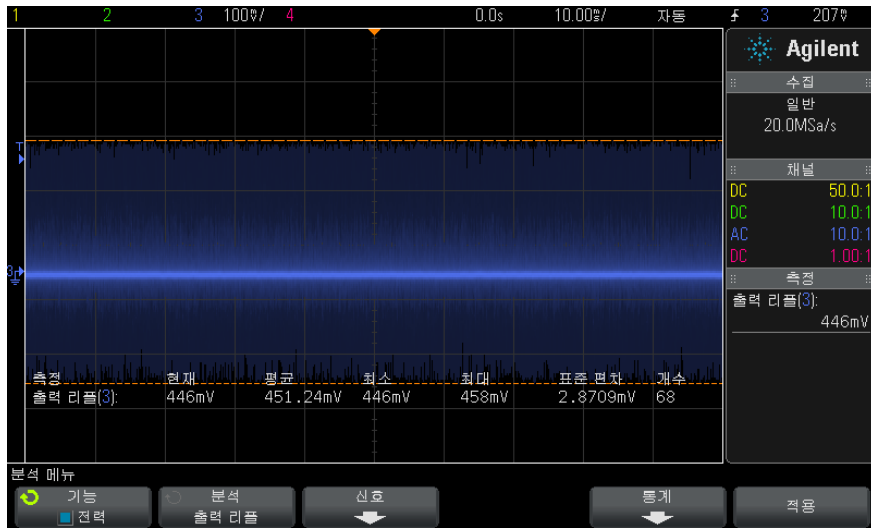 1 2 3 100V/ 4 0.0s 10.00s/ 자동 3 207V
Agilent
수집
일반
20.0MSa/s
채널
DC 50.0:1
DC 10.0:1
AC 10.0:1
DC 1.00:1
측정
출력 리플(3):
446mV
T
3
측정 현재 평균 최소 최대 표준 편차 개수
출력 리플(3): 446mV 451.24mV 446mV 458mV 2.8709mV 68
분석 메뉴
기능 분석 신호 통계 적용
전력 출력 리플